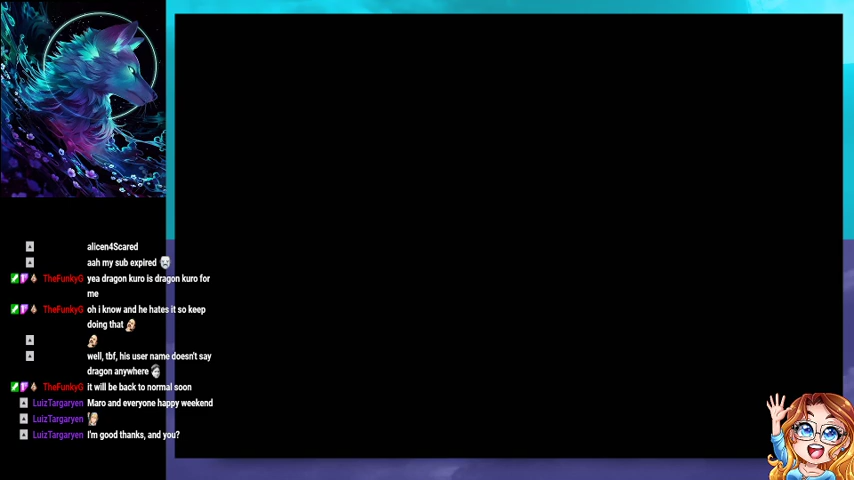 alicen4Scared
aah my sub expired
TheFunkyG yea dragon kuro is dragon kuro for
me
TheFunkyG oh i know and he hates it so keep
doing that
well, tbf, his user name doesn't say
dragon anywhere
TheFunkyG it will be back to normal soon
LuizTargaryen Maro and everyone happy weekend
LuizTargaryen
LuizTargaryen I'm good thanks, and you?